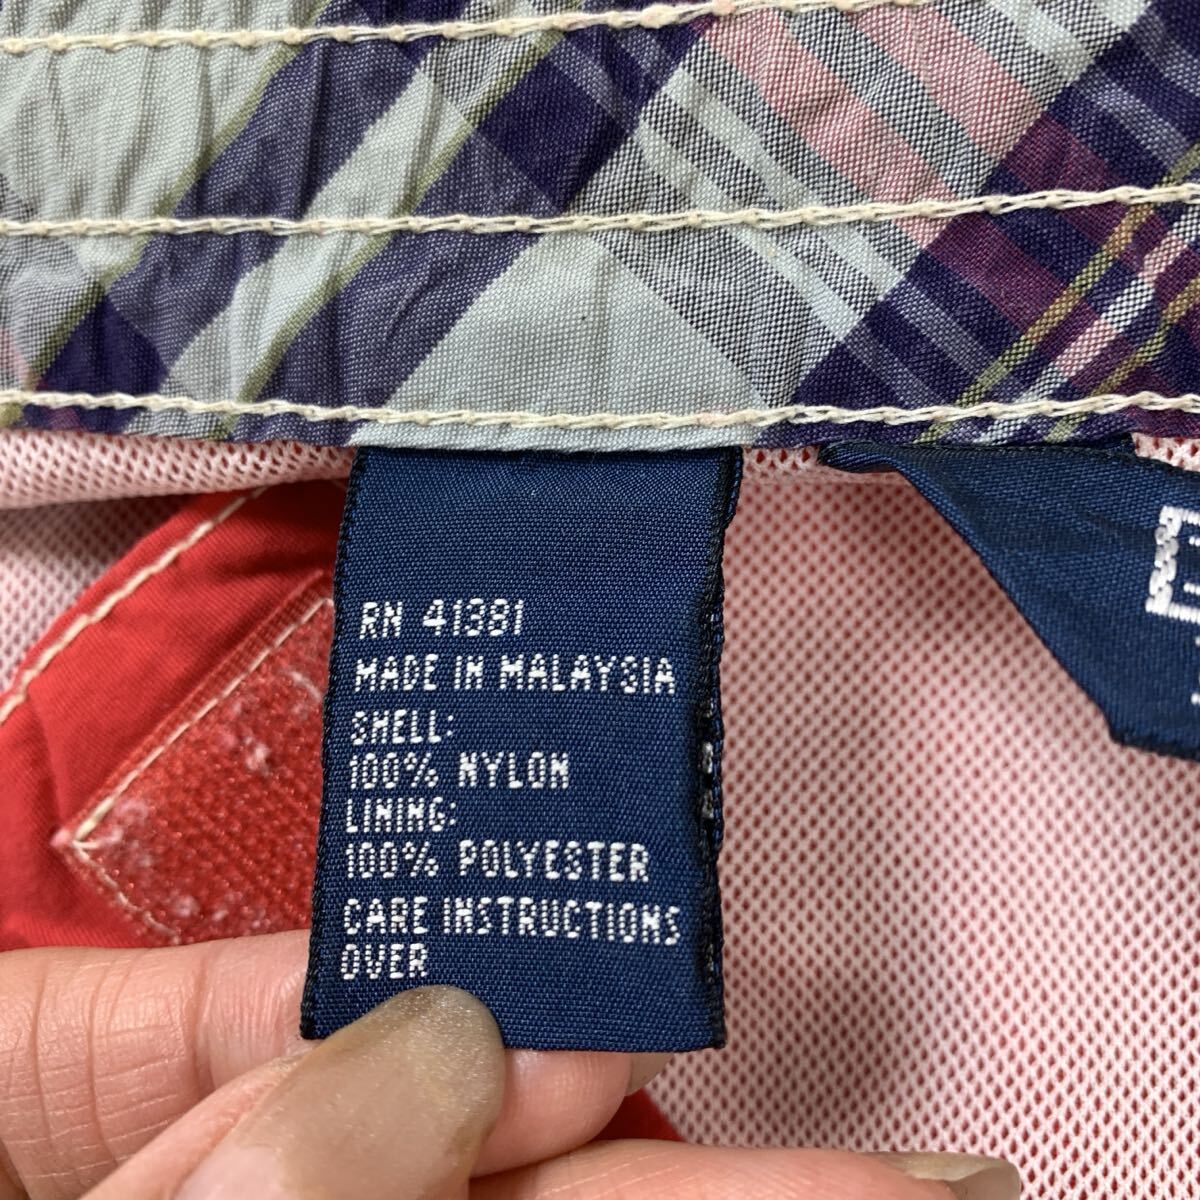 RN 41381
MADE IN MALAYSIA
SHELL:
100% NYLON
LINING:
100% POLYESTER
CARE INSTRUCTIONS
OVER